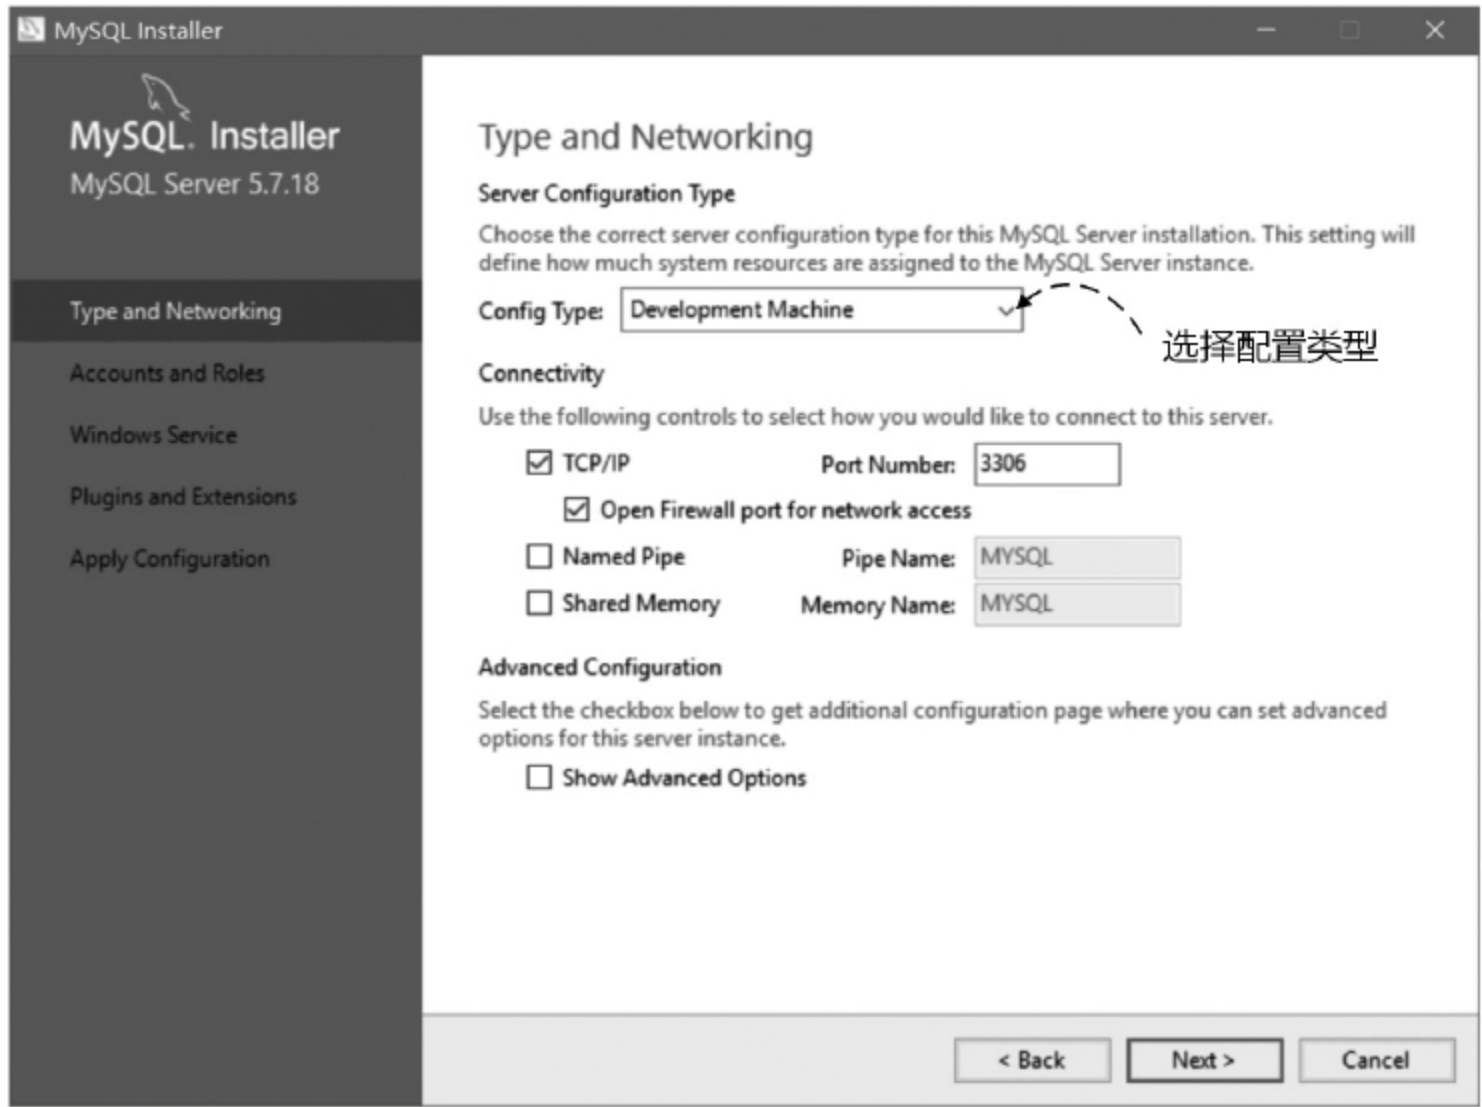 MySQL Installer
MySQL. Installer
MySQL Server 5.7.18
Type and Networking
Accounts and Roles
Windows Service
Plugins and Extensions
Apply Configuration
Type and Networking
Server Configuration Type
Choose the correct server configuration type for this MySQL Server installation. This setting will
define how much system resources are assigned to the MySQL Server instance.
Config Type: Development Machine
选择配置类型
Connectivity
Use the following controls to select how you would like to connect to this server.
TCP/IP Port Number: 3306
Open Firewall port for network access
Named Pipe Pipe Name: MYSQL
Shared Memory Memory Name: MYSQL
Advanced Configuration
Select the checkbox below to get additional configuration page where you can set advanced
options for this server instance.
Show Advanced Options
< Back Next > Cancel